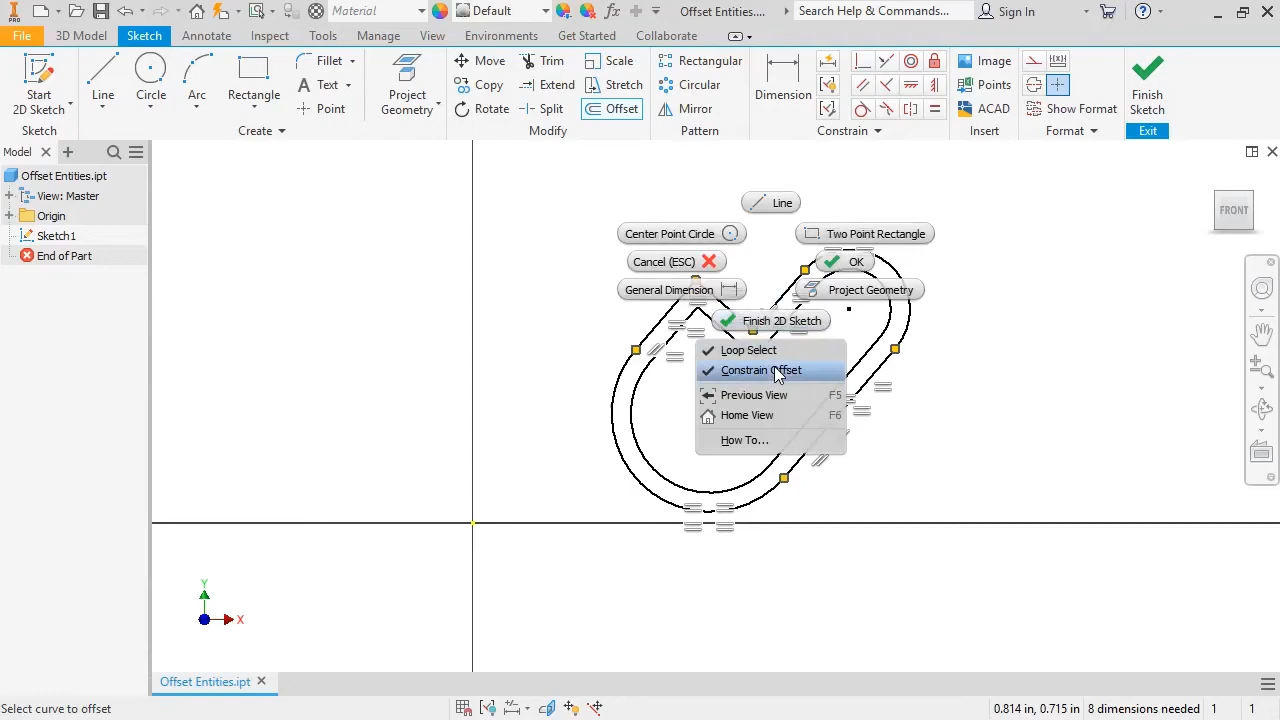 PRO
Material
Default
Offset Entities....
Search Help & Commands...
Sign In
File
3D Model
Sketch
Annotate
Inspect
Tools
Manage
View
Environments
Get Started
Collaborate
Start
2D Sketch
Line
Circle
Arc
Rectangle
Fillet
Text
Point
Project
Geometry
Move
Copy
Rotate
Trim
Extend
Split
Scale
Stretch
Offset
Rectangular
Circular
Mirror
Dimension
Image
Points
ACAD
Show Format
Finish
Sketch
Sketch
Create
Modify
Pattern
Constrain
Insert
Format
Exit
Model
Offset Entities.ipt
View: Master
Origin
Sketch1
End of Part
Line
Center Point Circle
Two Point Rectangle
Cancel (ESC)
OK
General Dimension
Project Geometry
Finish 2D Sketch
Loop Select
Constrain Offset
Previous View F5
Home View F6
How To...
FRONT
Y
X
Offset Entities.ipt
Select curve to offset
0.814 in, 0.715 in
8 dimensions needed
1
1